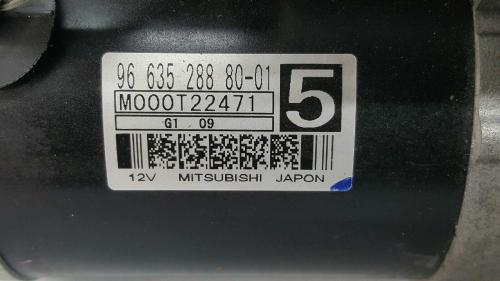 96 635 288 80-01
5
M000T22471
G1 09
12V MITSUBISHI JAPON